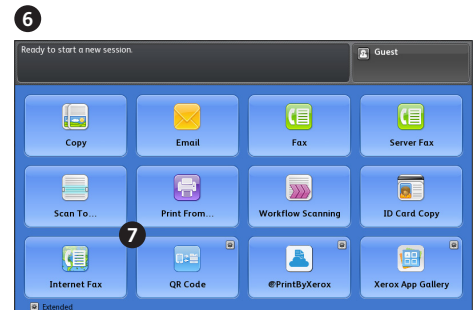 6
Ready to start a new session.
Guest
Copy
Email
Fax
Server Fax
Scan To...
Print From...
Workflow Scanning
ID Card Copy
7
Internet Fax
QR Code
@PrintByXerox
Xerox App Gallery
Extended